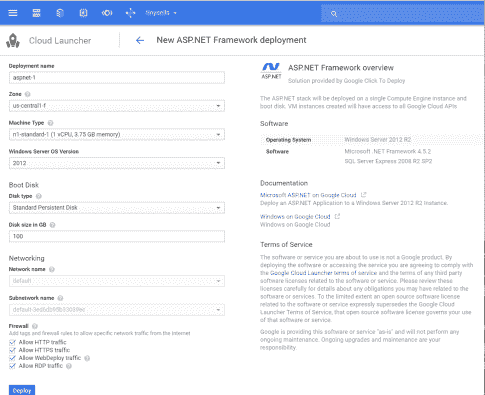 tinysells
Cloud Launcher
New ASP.NET Framework deployment
Deployment name
aspnet-1
Zone
us-central1-f
Machine Type
n1-standard-1 (1 vCPU, 3.75 GB memory)
Windows Server OS Version
2012
Boot Disk
Disk type
Standard Persistent Disk
Disk size in GB
100
Networking
Network name
default
Subnetwork name
Firewall
Add tags and firewall rules to allow specific network traffic from the Internet
Allow HTTP traffic
Allow HTTPS traffic
Allow WebDeploy traffic
Allow RDP traffic
Deploy
ASP.NET
ASP.NET Framework overview
Solution provided by Google Click To Deploy
The ASP.NET stack will be deployed on a single Compute Engine instance and
boot disk. VM instances created will have access to all Google Cloud APIs
Software
Operating System Windows Server 2012 R2
Software Microsoft .NET Framework 4.5.2
SQL Server Express 2008 R2 SP2
Documentation
Microsoft ASP.NET on Google Cloud
Deploy an ASP.NET Application to a Windows Server 2012 R2 Instance.
Windows on Google Cloud
Windows on Google Cloud
Terms of Service
The software or service you are about to use is not a Google product. By
deploying the software or accessing the service you are agreeing to comply with
the Google Cloud Launcher terms of service and the terms of any third party
software licenses related to the software or service. Please review these
licenses carefully for details about any obligations you may have related to the
software or services. To the limited extent an open source software license
related to the software or service expressly supersedes the Google Cloud
Launcher Terms of Service, that open source software license governs your use
of that software or service.
Google is providing this software or service "as-is" and will not perform any
ongoing maintenance. Ongoing upgrades and maintenance are your
responsibility.